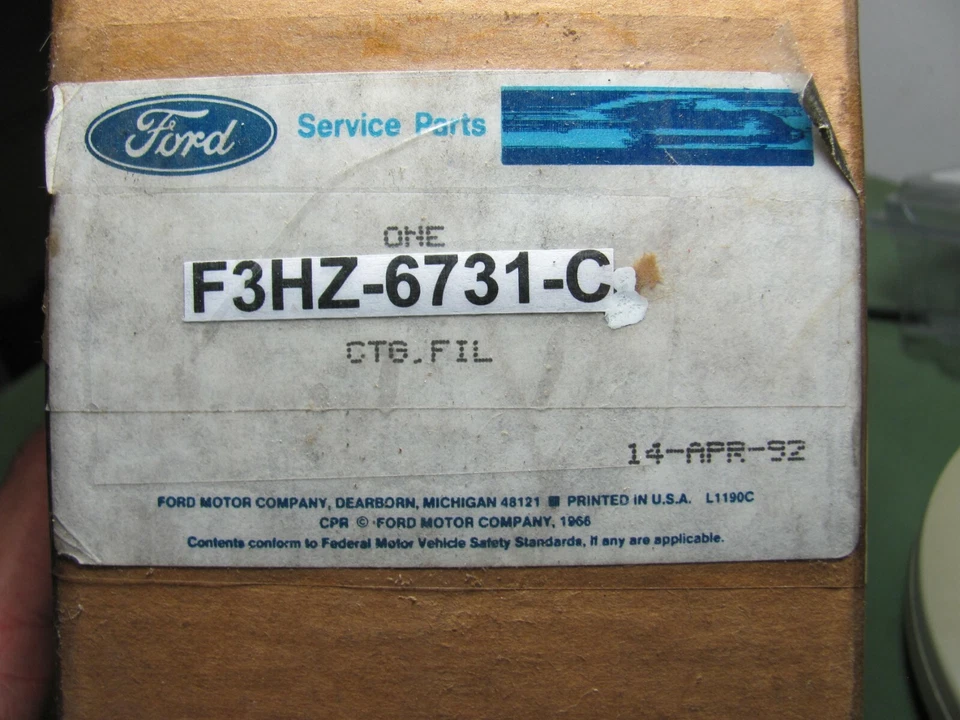 Ford Service Parts
ONE
F3HZ-6731-C
CTG.FIL
14-APR-92
FORD MOTOR COMPANY, DEARBORN, MICHIGAN 48121 ■ PRINTED IN U.S.A. L1190C
CPR © FORD MOTOR COMPANY, 1966
Contents conform to Federal Motor Vehicle Safety Standards, if any are applicable.